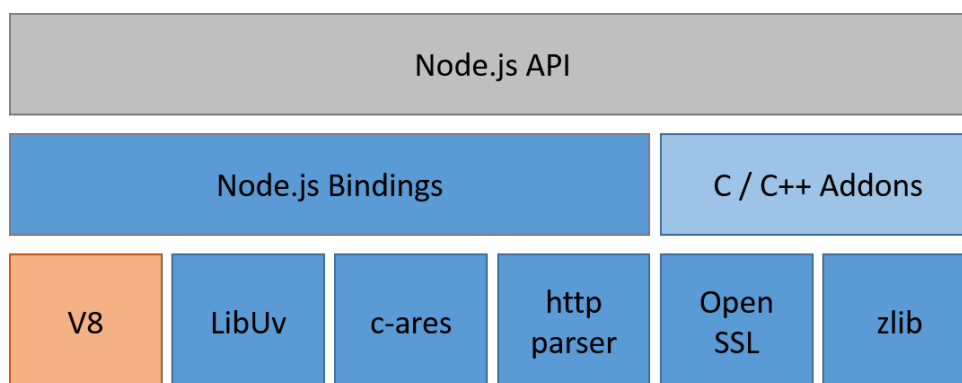 Node.js API
Node.js Bindings
C / C++ Addons
V8
LibUv
c-ares
http
parser
Open
SSL
zlib